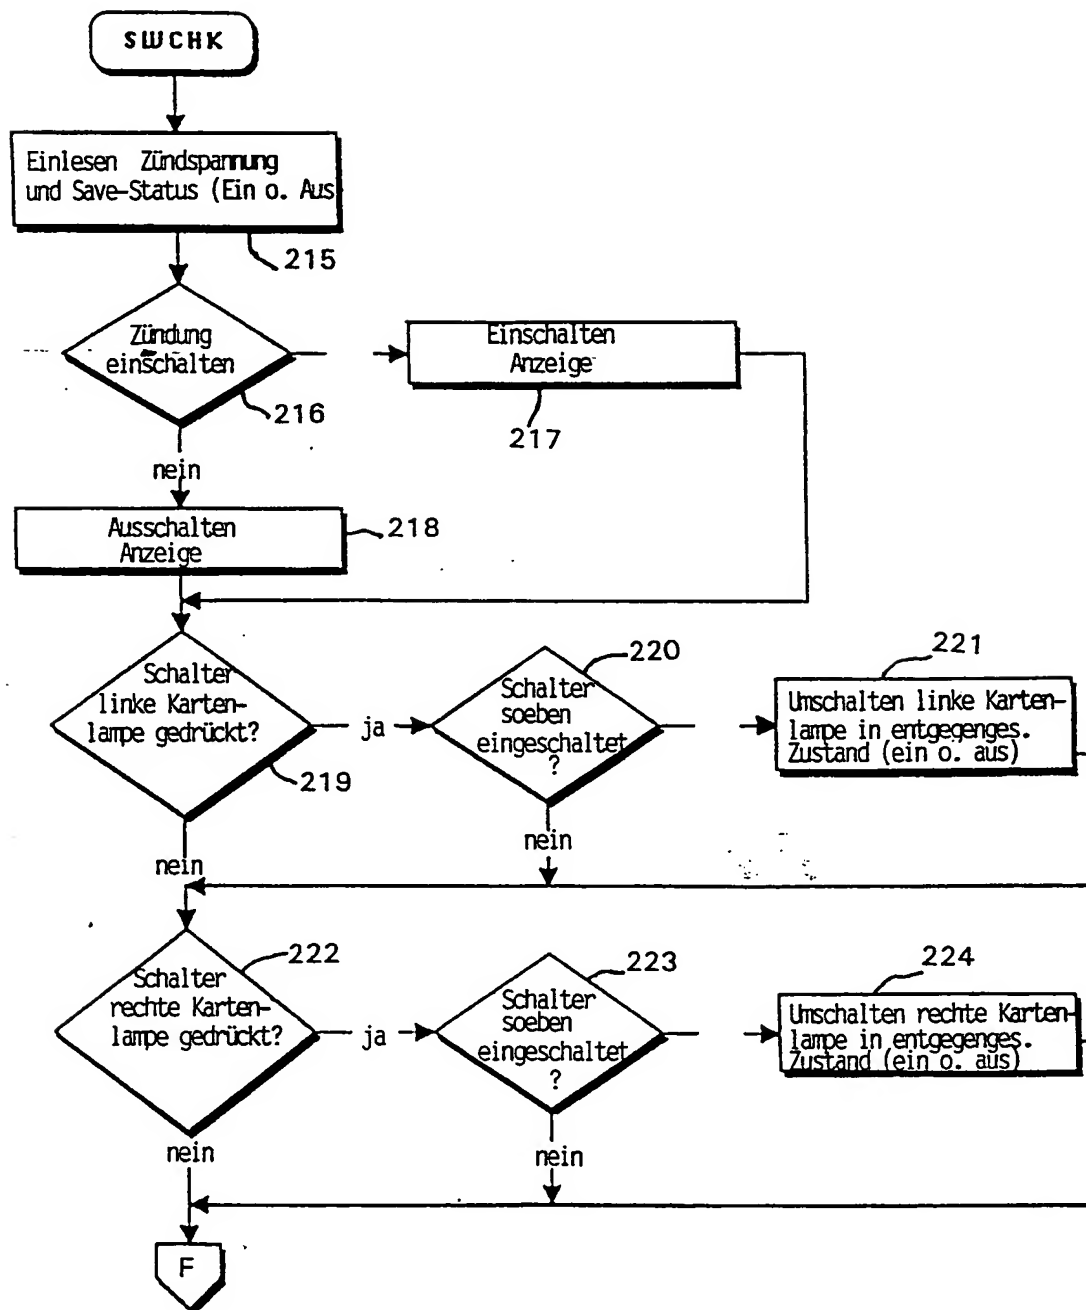 SWCHK
Einlesen Zündspannung
und Save-Status (Ein o. Aus
215
Zündung
einschalten
216
Einschalten
Anzeige
217
nein
Ausschalten
Anzeige
218
Schalter
linke Karten-
lampe gedrückt?
219
ja
220
Schalter
soeben
eingeschaltet
?
221
Umschalten linke Karten-
lampe in entgegenges.
Zustand (ein o. aus)
nein
nein
222
Schalter
rechte Karten-
lampe gedrückt?
ja
223
Schalter
soeben
eingeschaltet
?
224
Umschalten rechte Karten-
lampe in entgegenges.
Zustand (ein o. aus)
nein
nein
F